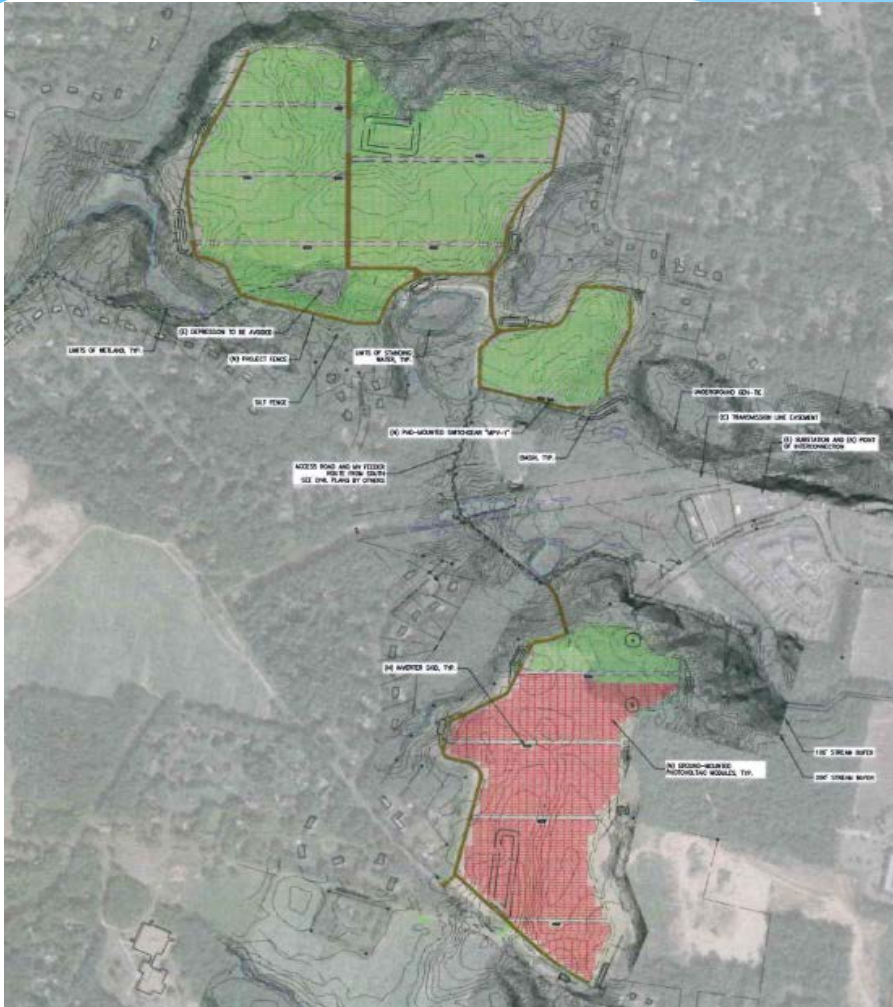 (E) DEPRESSION TO BE AVOIDED
LIMITS OF WETLAND, TYP.
(N) PROJECT FENCE
LIMITS OF STANDING
WATER, TYP.
SILT FENCE
UNDERGROUND GEN-TIE
(E) TRANSMISSION LINE EASEMENT
(E) SUBSTATION AND (N) POINT
OF INTERCONNECTION
(N) PAD-MOUNTED SWITCHGEAR "MPV-1"
BASIN, TYP.
ACCESS ROAD AND MV FEEDER
ROUTE FROM SOUTH
SEE CIVIL PLANS BY OTHERS
(N) INVERTER SKID, TYP.
(N) GROUND-MOUNTED
PHOTOVOLTAIC MODULES, TYP.
STREAM BUFFER
200' STREAM BUFFER